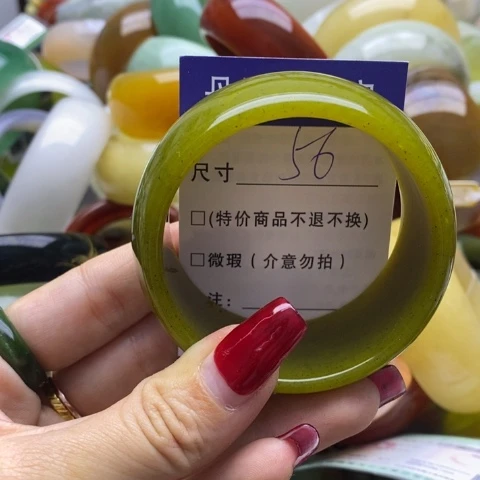 尺寸 56
□(特价商品不退不换)
□微瑕(介意勿拍)
注: